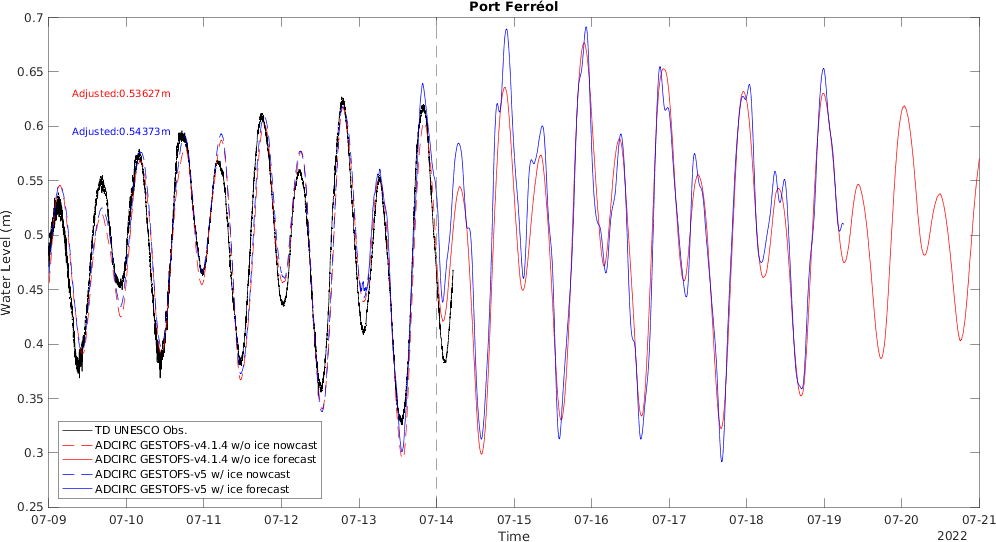 Port Ferréol
0.7
0.65
0.6
0.55
0.5
0.45
0.4
0.35
0.3
0.25
Water Level (m)
Adjusted:0.53627m
Adjusted:0.54373m
TD UNESCO Obs.
ADCIRC GESTOFS-v4.1.4 w/o ice nowcast
ADCIRC GESTOFS-v4.1.4 w/o ice forecast
ADCIRC GESTOFS-v5 w/ ice nowcast
ADCIRC GESTOFS-v5 w/ ice forecast
07-09 07-10 07-11 07-12 07-13 07-14 07-15 07-16 07-17 07-18 07-19 07-20 07-21
Time
2022